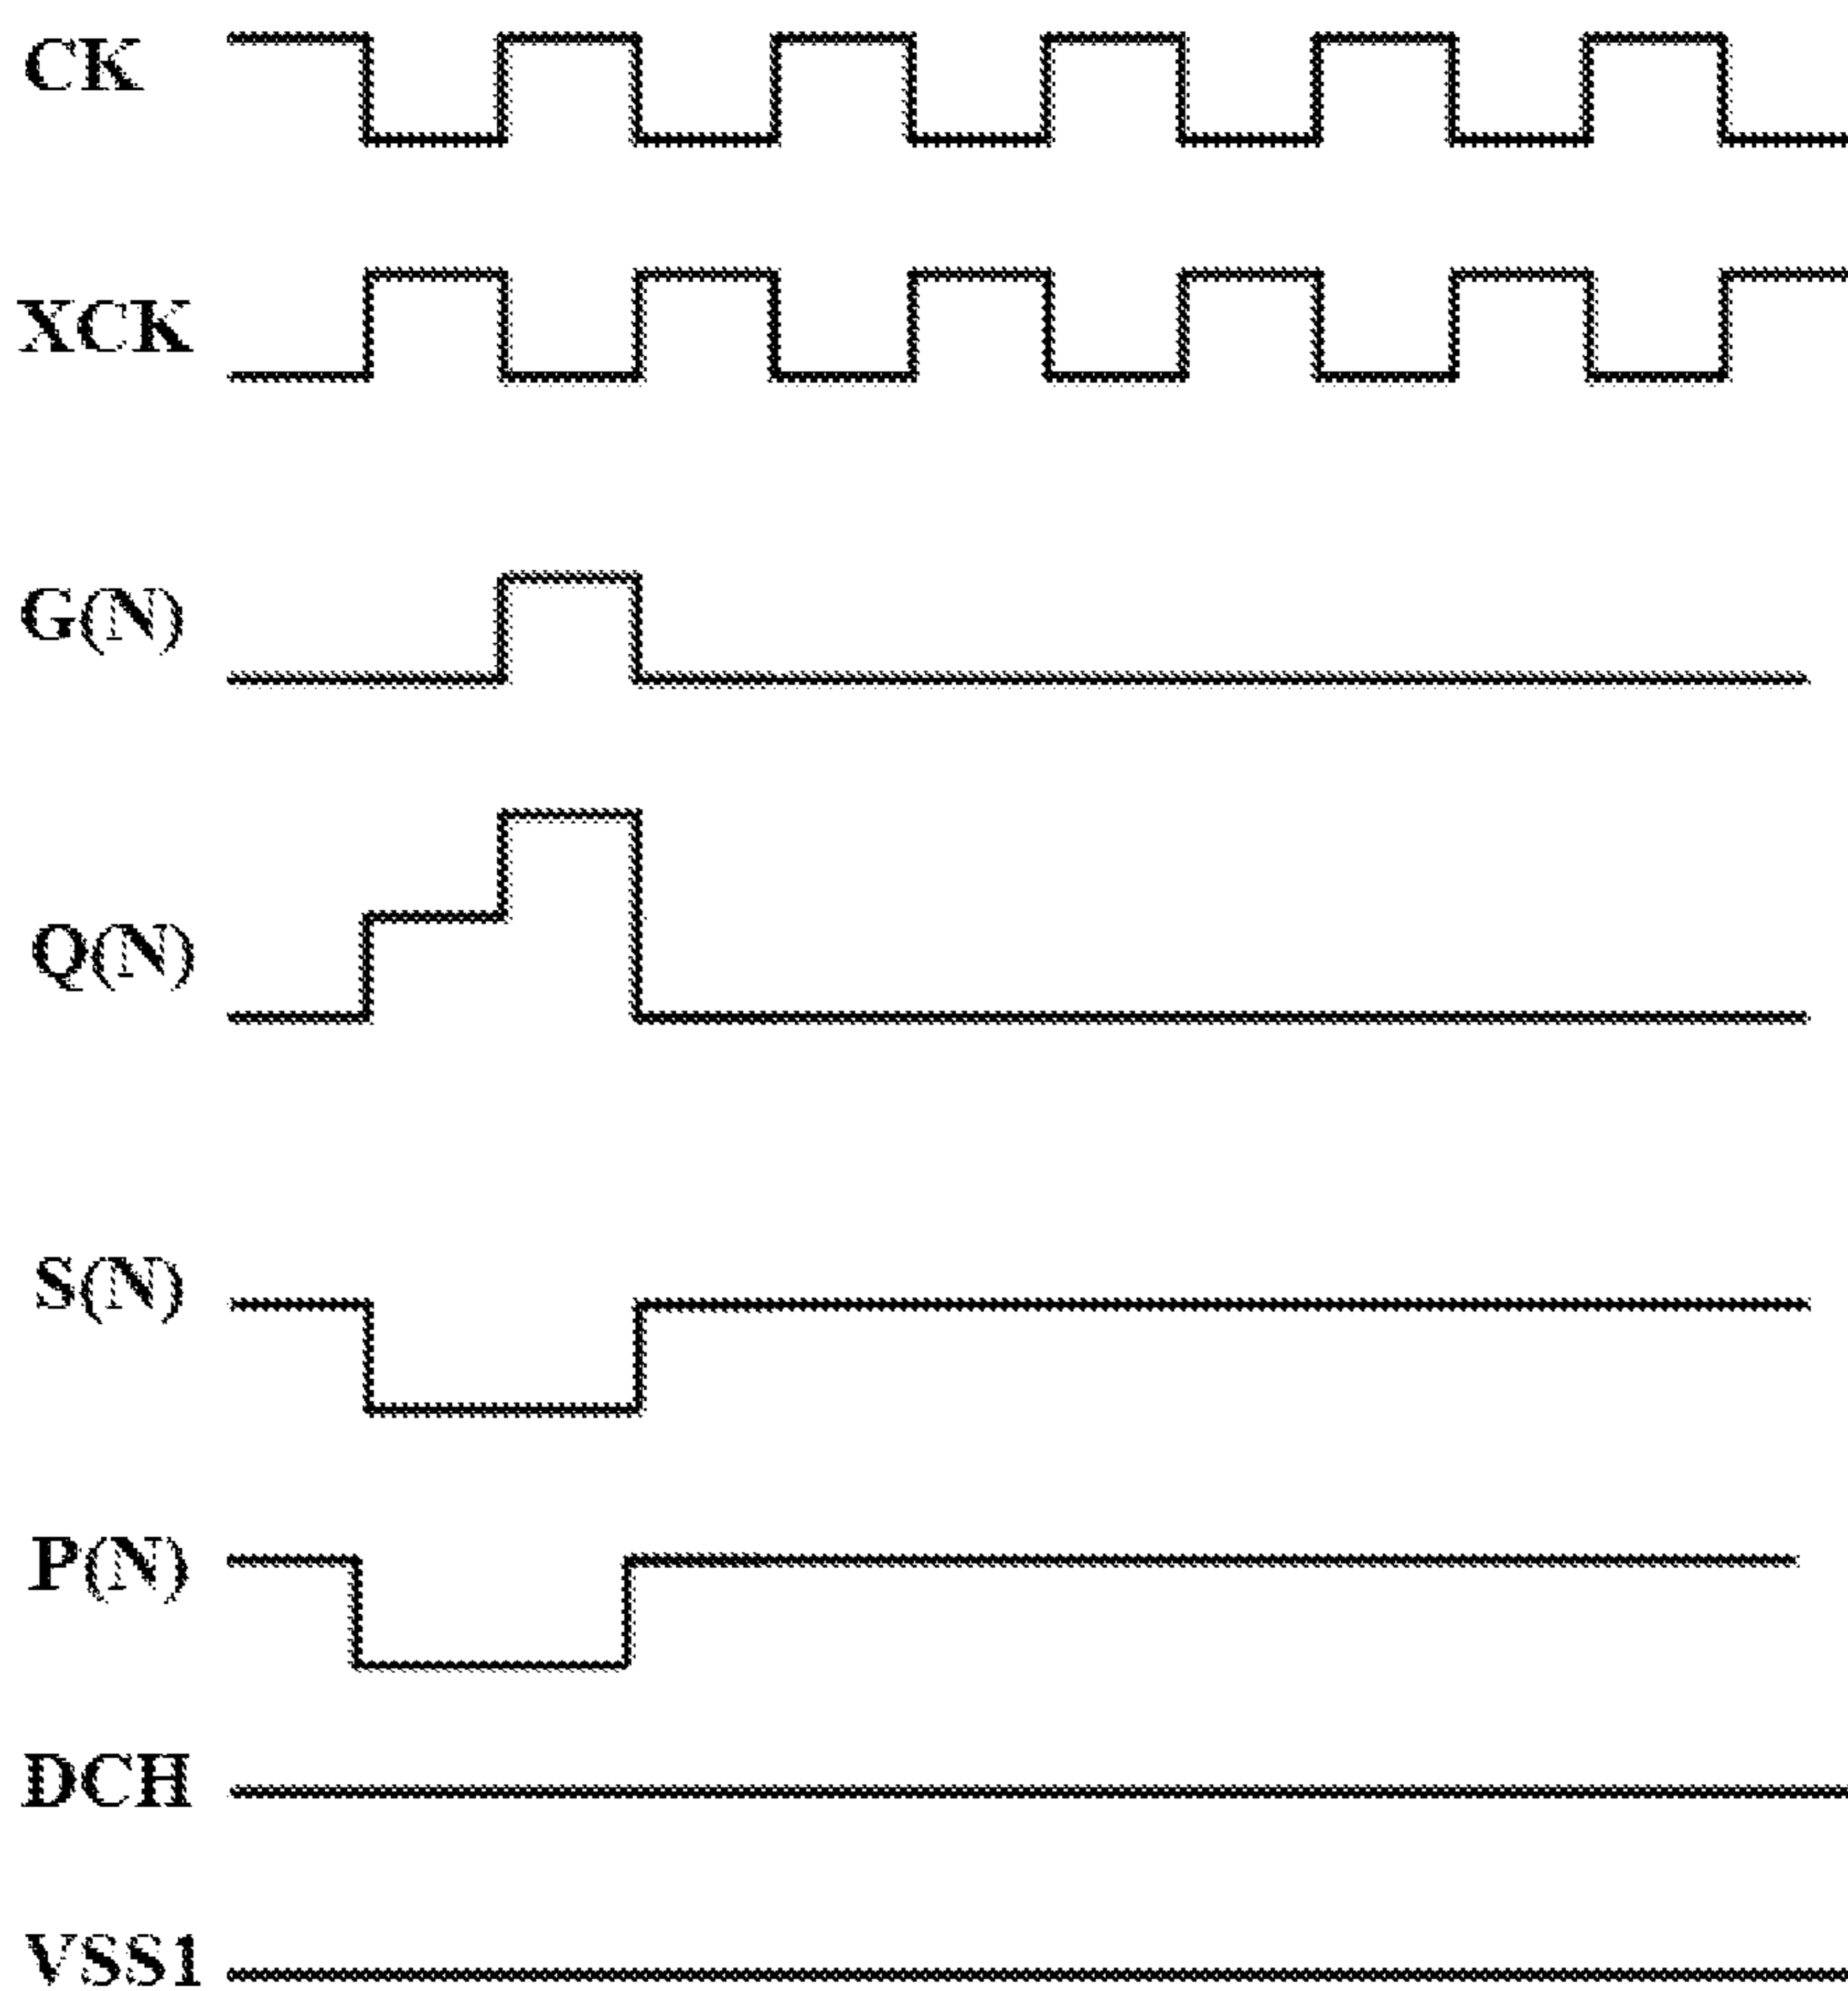 CK
XCK
G(N)
Q(N)
S(N)
P(N)
DCH
VSS1